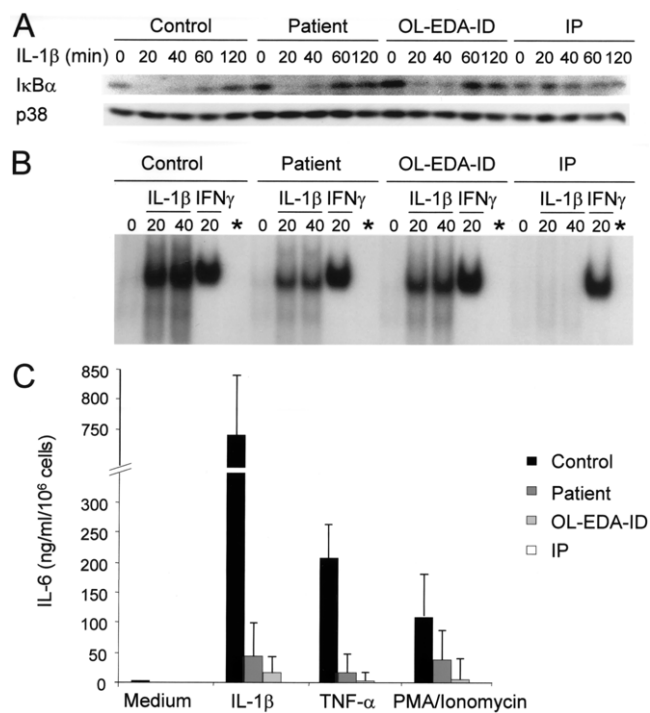 A
Control Patient OL-EDA-ID IP
IL-1β (min) 0 20 40 60 120 0 20 40 60 120 0 20 40 60 120 0 20 40 60 120
IκBα
p38
B
Control Patient OL-EDA-ID IP
IL-1β IFNγ IL-1β IFNγ IL-1β IFNγ IL-1β IFNγ
0 20 40 20 * 0 20 40 20 * 0 20 40 20 * 0 20 40 20 *
C
IL-6 (ng/ml/10⁶ cells)
850
750
300
250
200
150
100
50
0
Medium IL-1β TNF-α PMA/Ionomycin
Control
Patient
OL-EDA-ID
IP